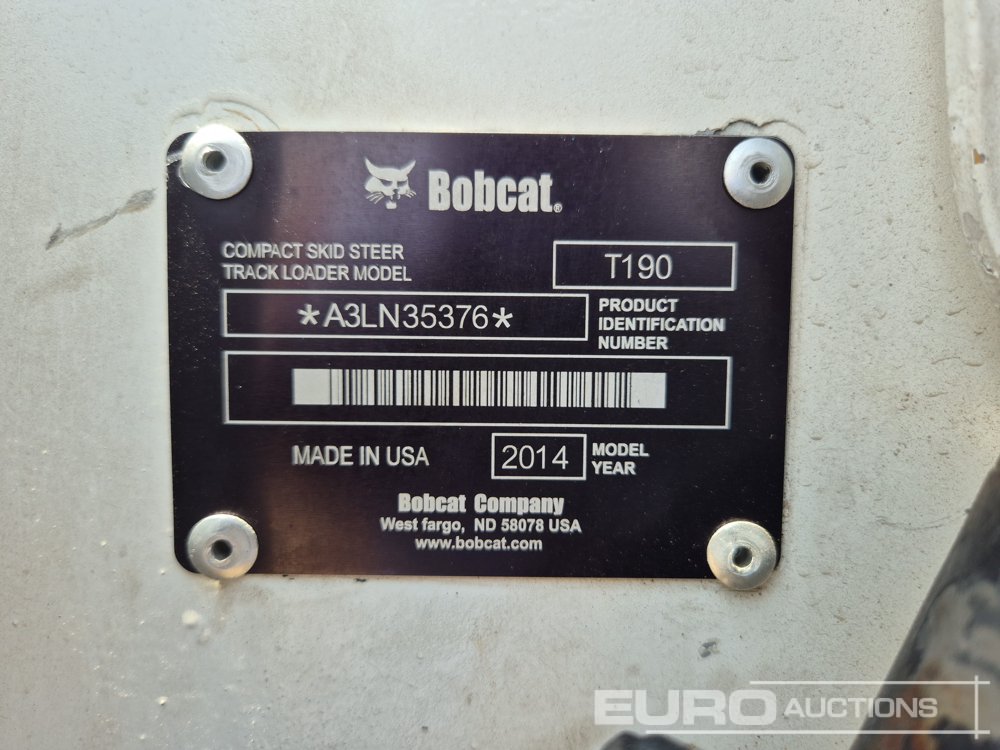 Bobcat®
COMPACT SKID STEER
TRACK LOADER MODEL
T190
*A3LN35376*
PRODUCT
IDENTIFICATION
NUMBER
MADE IN USA
2014
MODEL
YEAR
Bobcat Company
West fargo, ND 58078 USA
www.bobcat.com
EURO AUCTIONS